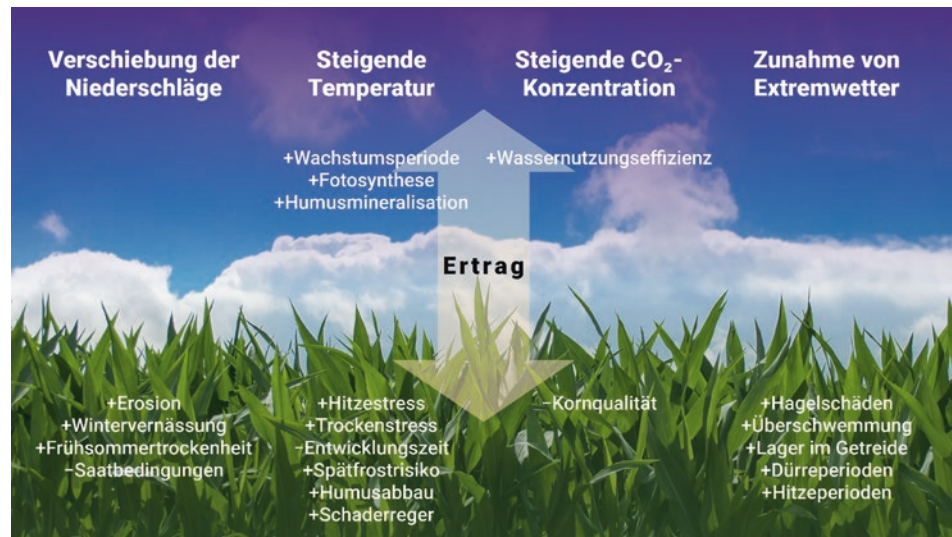 Verschiebung der
Niederschläge
Steigende
Temperatur
Steigende CO₂-
Konzentration
Zunahme von
Extremwetter
+Wachstumsperiode
+Fotosynthese
+Humusmineralisation
+Wassernutzungseffizienz
Ertrag
+Erosion
+Wintervernässung
+Frühsommertrockenheit
−Saatbedingungen
+Hitzestress
+Trockenstress
−Entwicklungszeit
+Spätfrostrisiko
+Humusabbau
+Schaderreger
−Kornqualität
+Hagelschäden
+Überschwemmung
+Lager im Getreide
+Dürreperioden
+Hitzeperioden